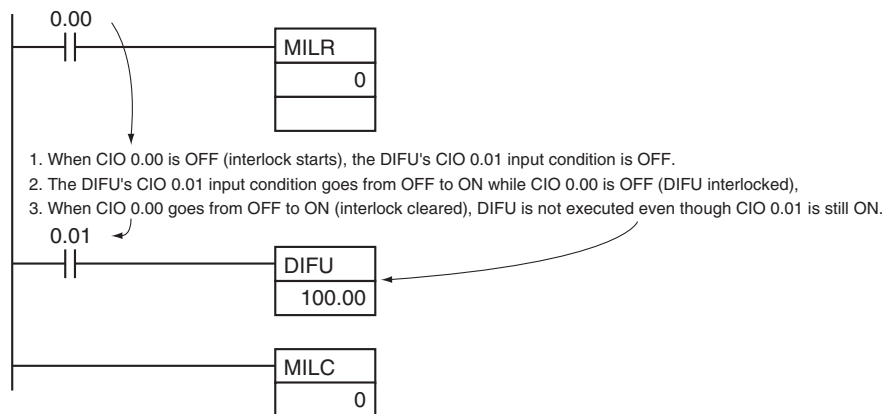 0.00
MILR
0
1. When CIO 0.00 is OFF (interlock starts), the DIFU's CIO 0.01 input condition is OFF.
2. The DIFU's CIO 0.01 input condition goes from OFF to ON while CIO 0.00 is OFF (DIFU interlocked),
3. When CIO 0.00 goes from OFF to ON (interlock cleared), DIFU is not executed even though CIO 0.01 is still ON.
0.01
DIFU
100.00
MILC
0